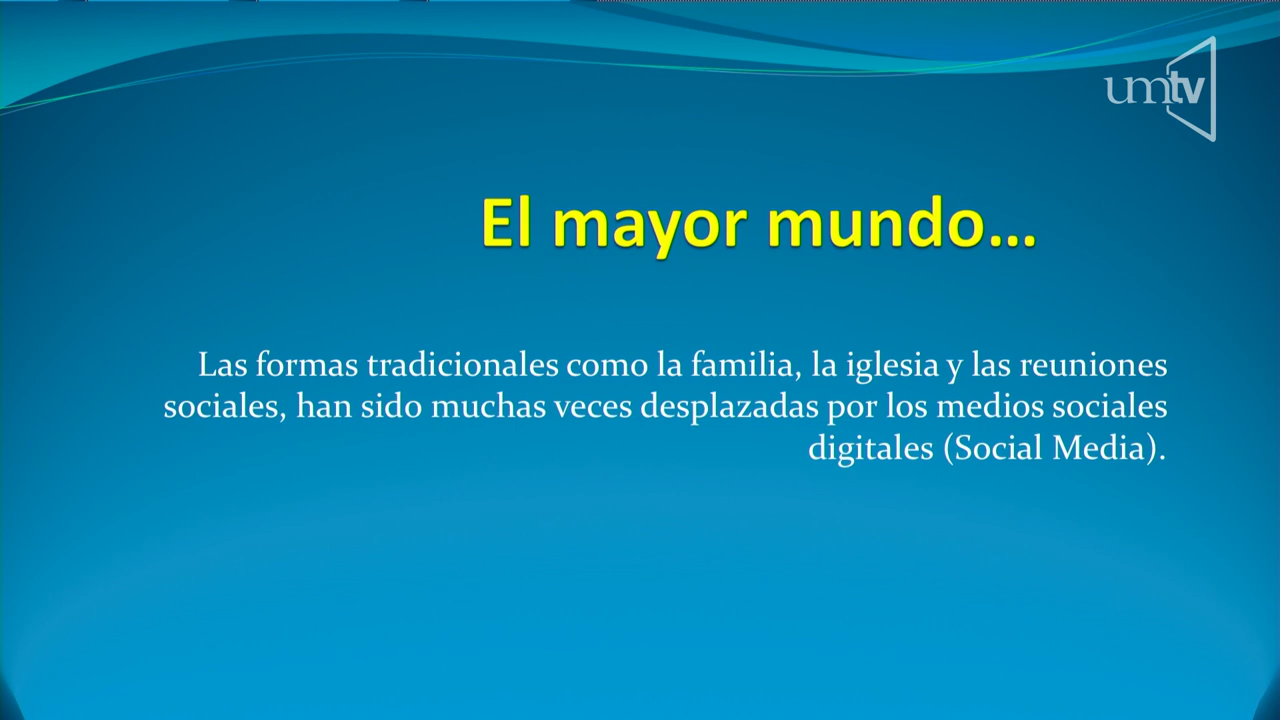 umtv
El mayor mundo...
Las formas tradicionales como la familia, la iglesia y las reuniones
sociales, han sido muchas veces desplazadas por los medios sociales
digitales (Social Media).